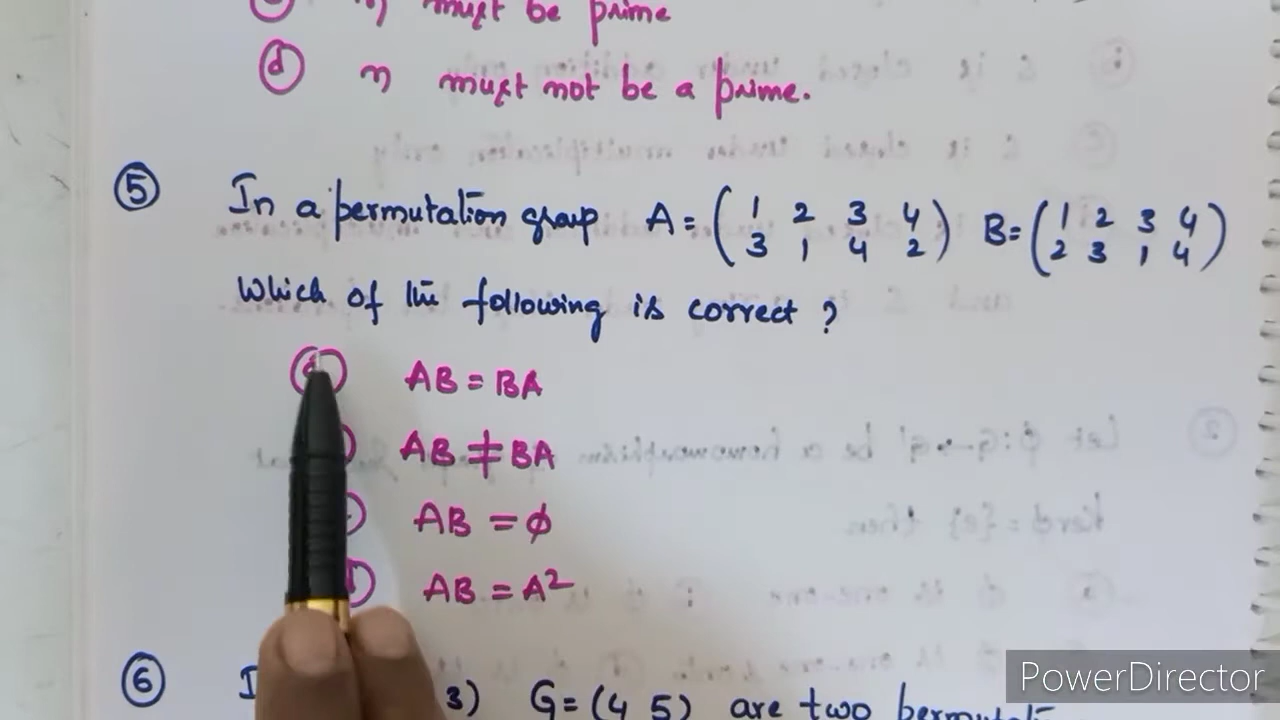 n must be prime
(d) n must not be a prime.
(5) In a permutation group A = ( 1 2 3 4 ) B = ( 1 2 3 4 )
3 1 4 2 2 3 1 4
Which of the following is correct ?
AB = BA
AB ≠ BA
AB = φ
AB = A²
(6) 3) G = (4 5) are two
PowerDirector